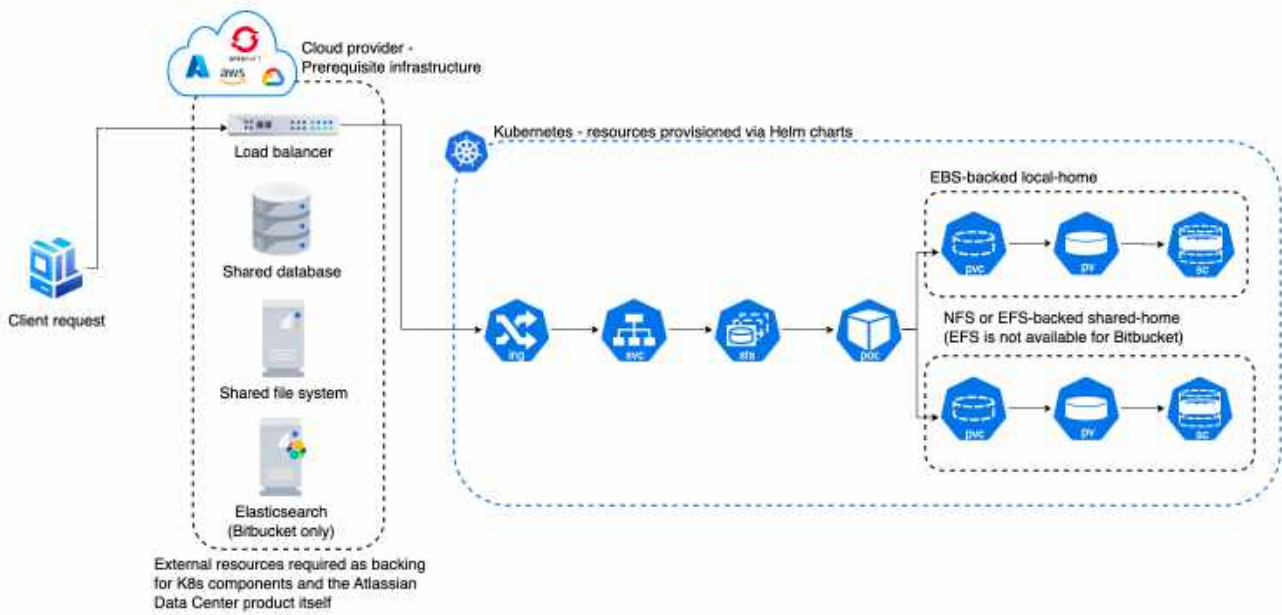 OPENSHIFT
aws
Cloud provider -
Prerequisite infrastructure
Load balancer
Shared database
Client request
Shared file system
Elasticsearch
(Bitbucket only)
External resources required as backing
for K8s components and the Atlassian
Data Center product itself
Kubernetes - resources provisioned via Helm charts
ing
svc
sts
pod
EBS-backed local-home
pvc
pv
sc
NFS or EFS-backed shared-home
(EFS is not available for Bitbucket)
pvc
pv
sc